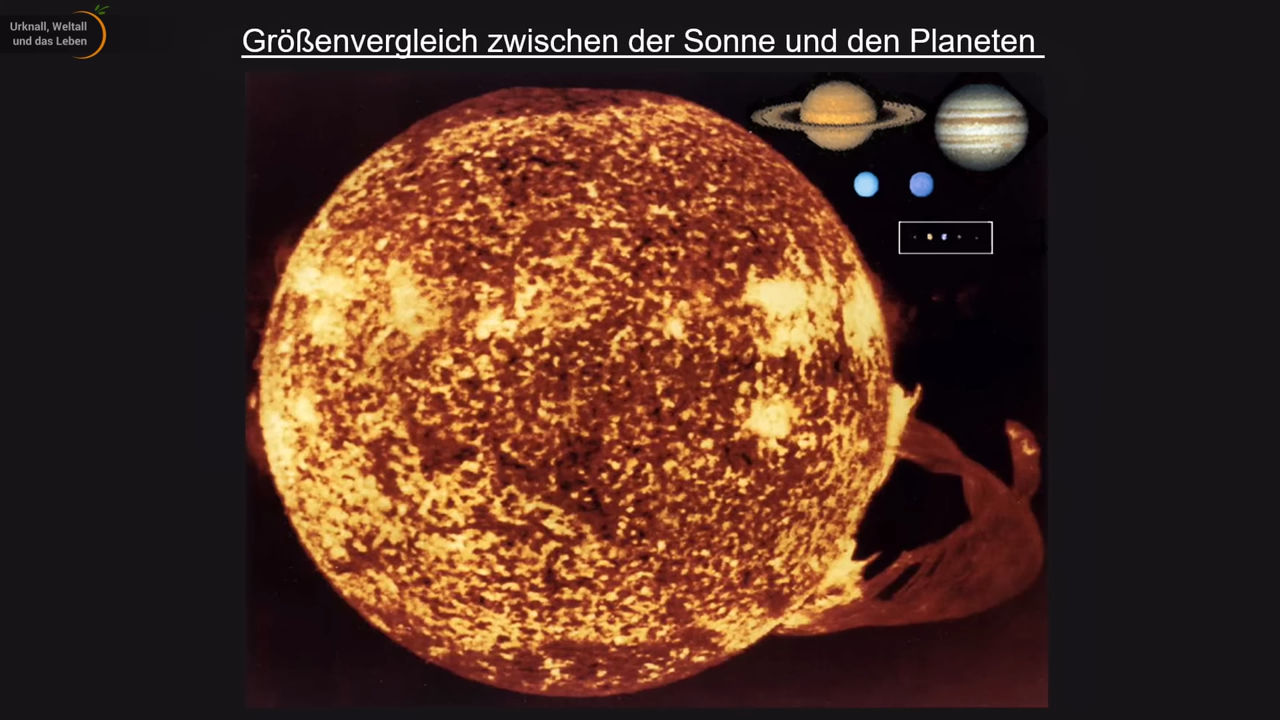 Urknall, Weltall
und das Leben
Größenvergleich zwischen der Sonne und den Planeten